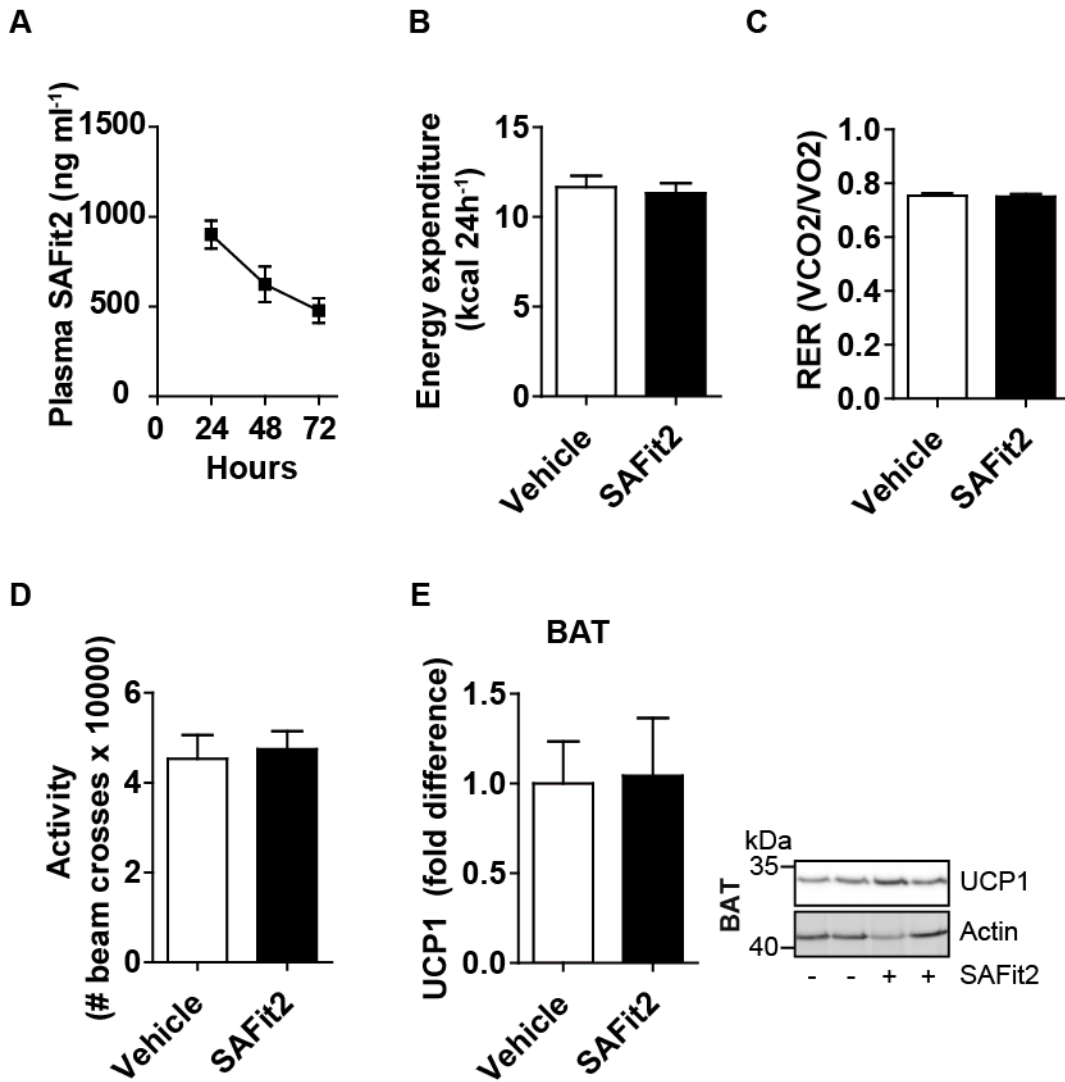 A
Plasma SAFit2 (ng ml-1)
1500
1000
500
0
0 24 48 72
Hours
B
Energy expenditure
(kcal 24h-1)
15
10
5
0
Vehicle
SAFit2
C
RER (VCO2/VO2)
1.0
0.8
0.6
0.4
0.2
0.0
Vehicle
SAFit2
D
Activity
(# beam crosses x 10000)
6
4
2
0
Vehicle
SAFit2
E
BAT
UCP1 (fold difference)
1.5
1.0
0.5
0.0
Vehicle
SAFit2
kDa
35
BAT
UCP1
Actin
40
- - + + SAFit2